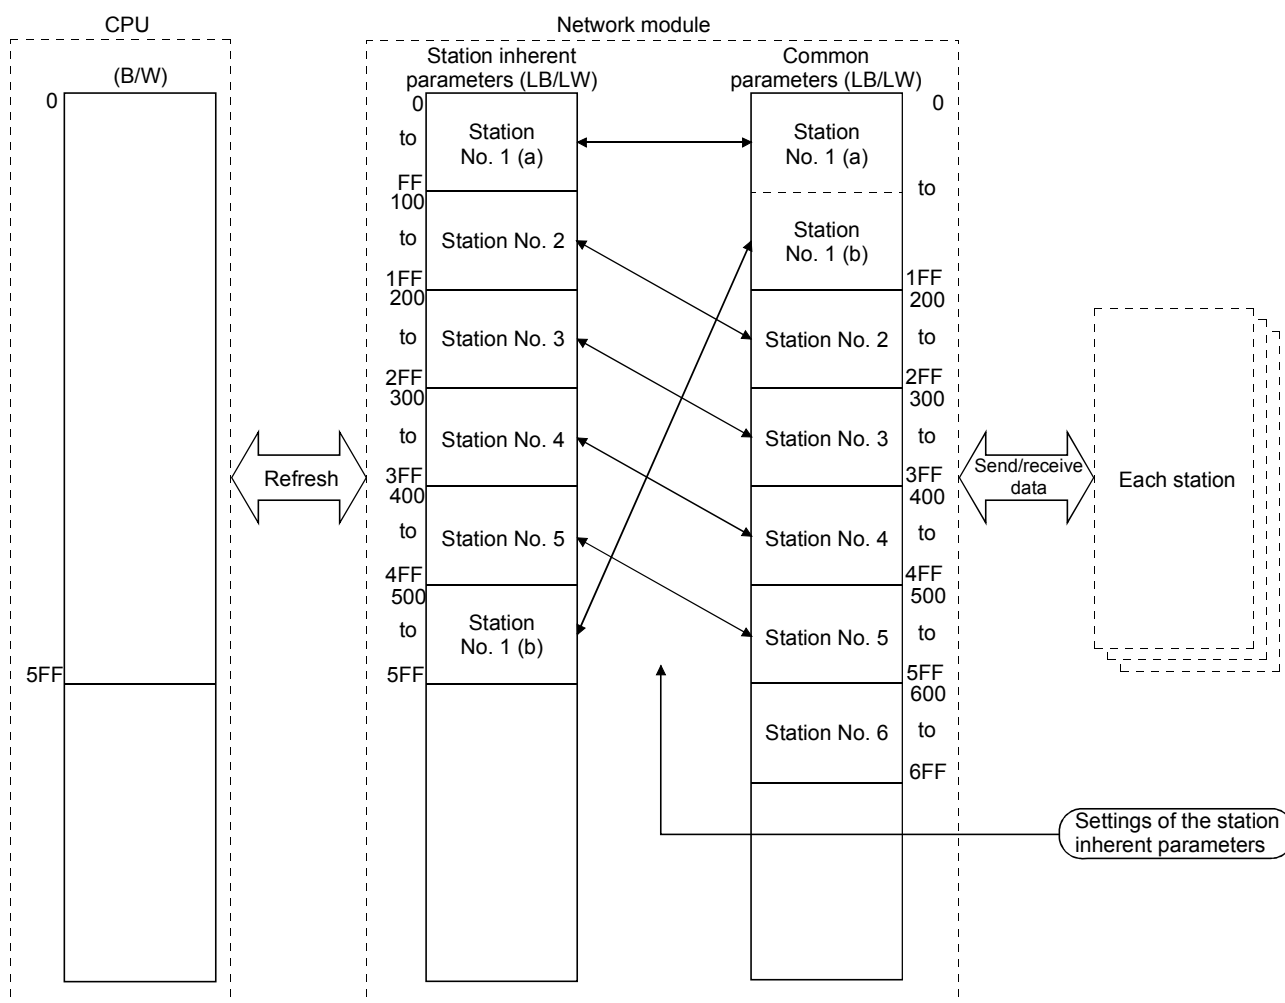 CPU
Network module
(B/W)
0
5FF
Refresh
Station inherent
parameters (LB/LW)
0
to
FF
Station
No. 1 (a)
100
to
1FF
Station No. 2
200
to
2FF
Station No. 3
300
to
3FF
Station No. 4
400
to
4FF
Station No. 5
500
to
5FF
Station
No. 1 (b)
Common
parameters (LB/LW)
0
Station
No. 1 (a)
to
Station
No. 1 (b)
1FF
200
Station No. 2
to
2FF
300
Station No. 3
to
3FF
400
Station No. 4
to
4FF
500
Station No. 5
to
5FF
600
Station No. 6
to
6FF
Send/receive
data
Each station
Settings of the station
inherent parameters